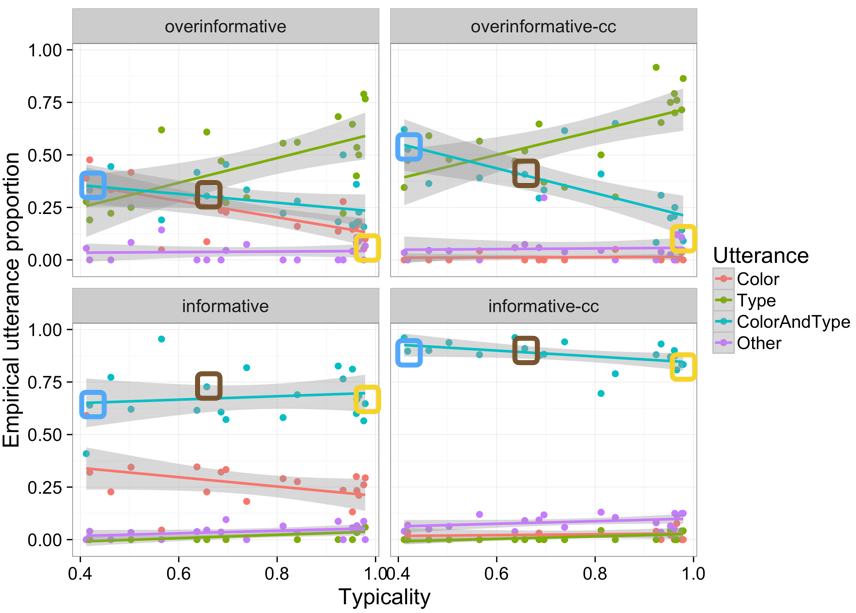 overinformative
overinformative-cc
1.00
0.75
0.50
0.25
0.00
informative
informative-cc
1.00
0.75
0.50
0.25
0.00
0.4
0.6
0.8
1.0
0.4
0.6
0.8
1.0
Typicality
Empirical utterance proportion
Utterance
Color
Type
ColorAndType
Other